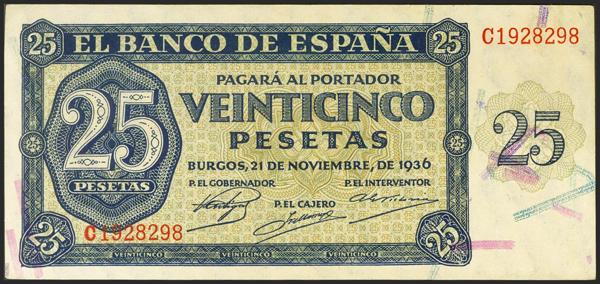 25 EL BANCO DE ESPAÑA 25
C1928298
PAGARÁ AL PORTADOR
VEINTICINCO
PESETAS
25
PESETAS
25
BURGOS, 21 DE NOVIEMBRE, DE 1936
P. EL GOBERNADOR
P. EL INTERVENTOR
P. EL CAJERO
C1928298
25
25
VEINTICINCO VEINTICINCO VEINTICINCO